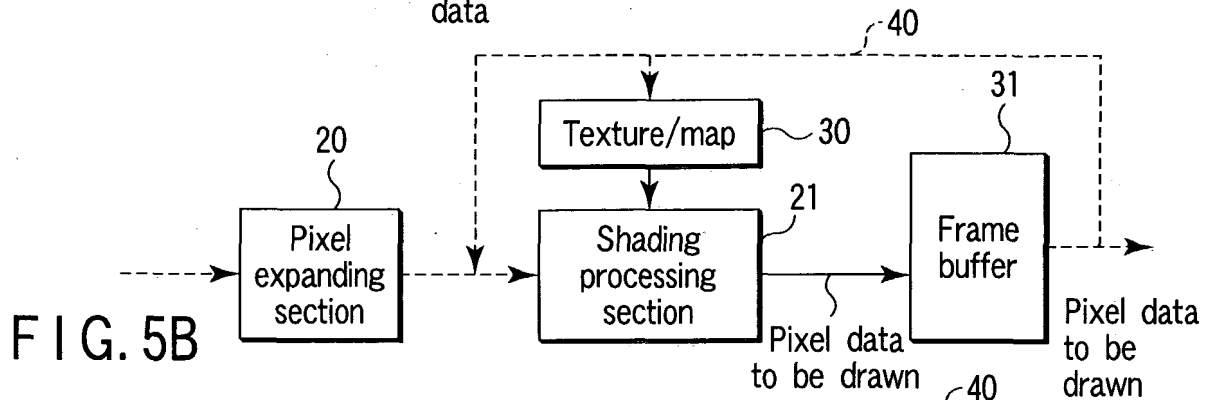 data
40
31
Texture/map
30
20
21
Pixel
expanding
section
Shading
processing
section
Frame
buffer
FIG. 5B
Pixel data
to be drawn
Pixel data
to be
drawn
40